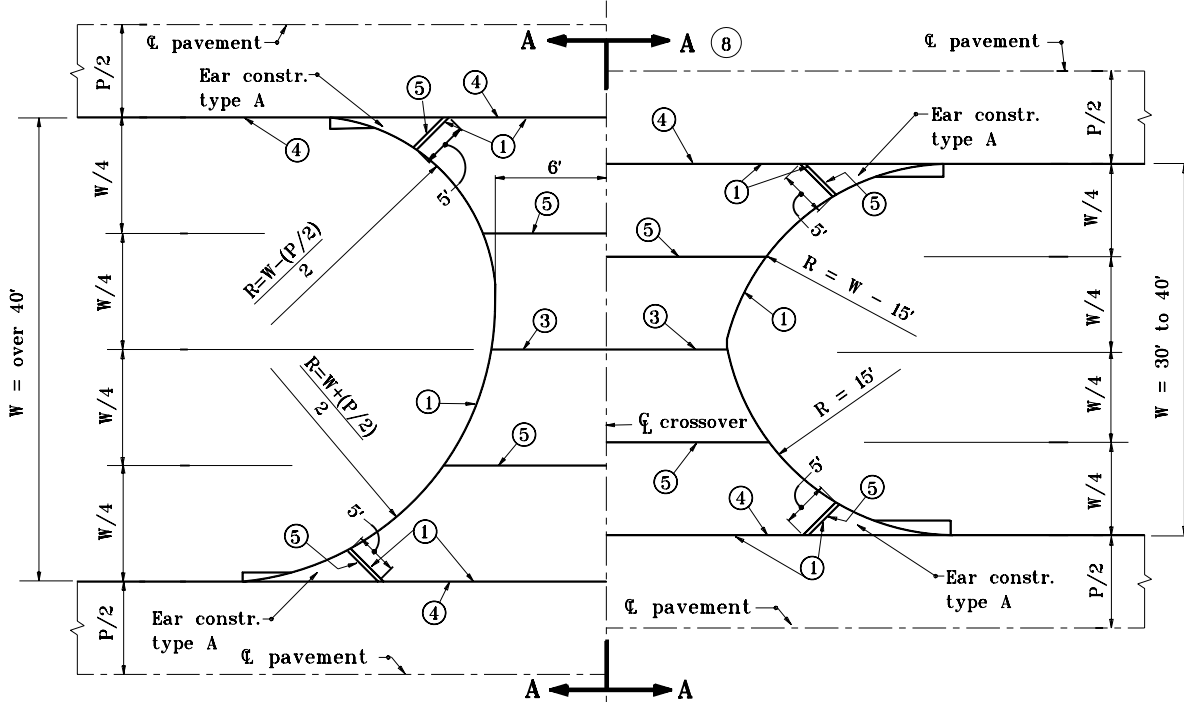 A A 8
℄ pavement
℄ pavement
P/2
Ear constr.
type A
5
4
1
4
6'
5'
4
1
5
5'
Ear constr.
type A
P/2
W/4
W/4
W/4
W/4
W = over 40'
R=W-(P/2)
2
5
5
R = W - 15'
1
3
3
R=W+(P/2)
2
1
R = 15'
℄ crossover
5
5
W/4
W/4
W/4
W/4
W = 30' to 40'
5'
5
1
4
5'
4
5
1
Ear constr.
type A
P/2
Ear constr.
type A
P/2
℄ pavement
℄ pavement
A A